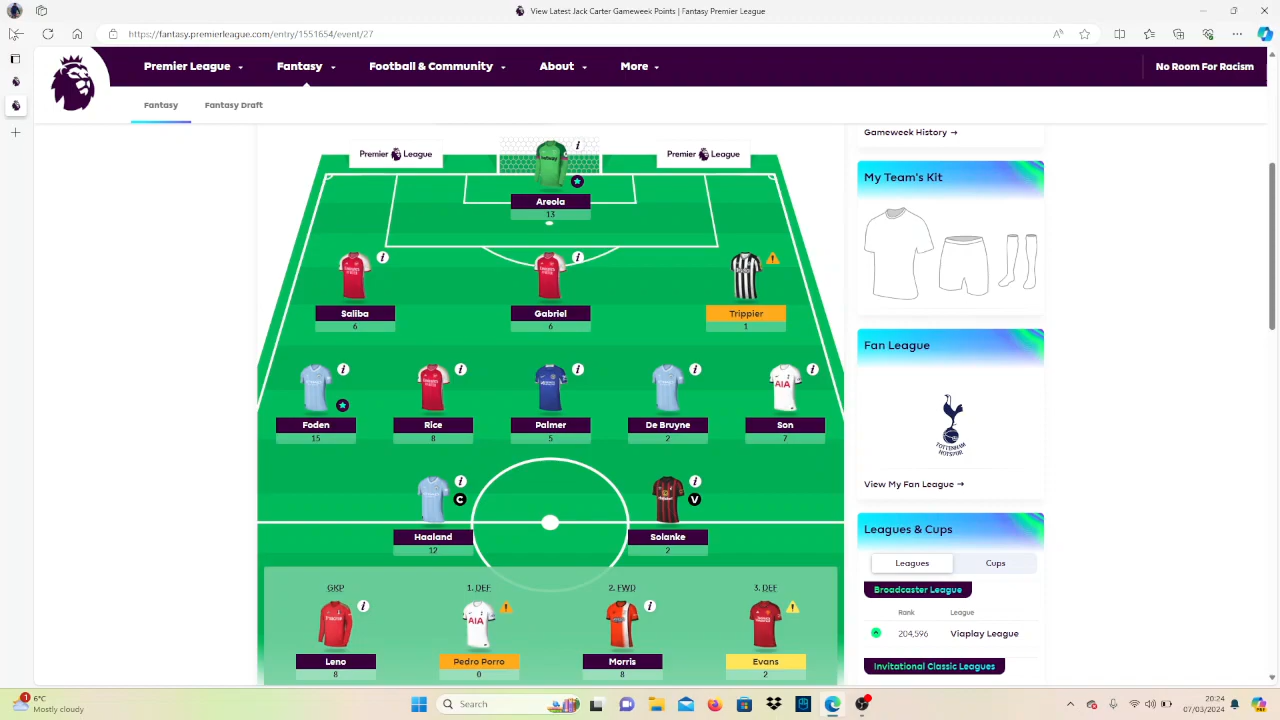 View Latest Jack Carter Gameweek Points | Fantasy Premier League
https://fantasy.premierleague.com/entry/1551654/event/27
Premier League Fantasy Football & Community About More No Room For Racism
Fantasy Fantasy Draft
Premier League
Premier League
Areola
13
Saliba
6
Gabriel
6
Trippier
1
Foden
15
Rice
8
Palmer
5
AIA
De Bruyne
2
Son
7
C
Haaland
12
V
Solanke
2
GKP
1. DEF
2. FWD
3. DEF
AIA
Leno
8
Pedro Porro
0
Morris
8
Evans
2
Gameweek History →
My Team's Kit
Fan League
TOTTENHAM
HOTSPUR
View My Fan League →
Leagues & Cups
Leagues Cups
Broadcaster League
Rank League
204,596 Viaplay League
Invitational Classic Leagues
1
6°C
Mostly cloudy
Search
20:24
07/03/2024